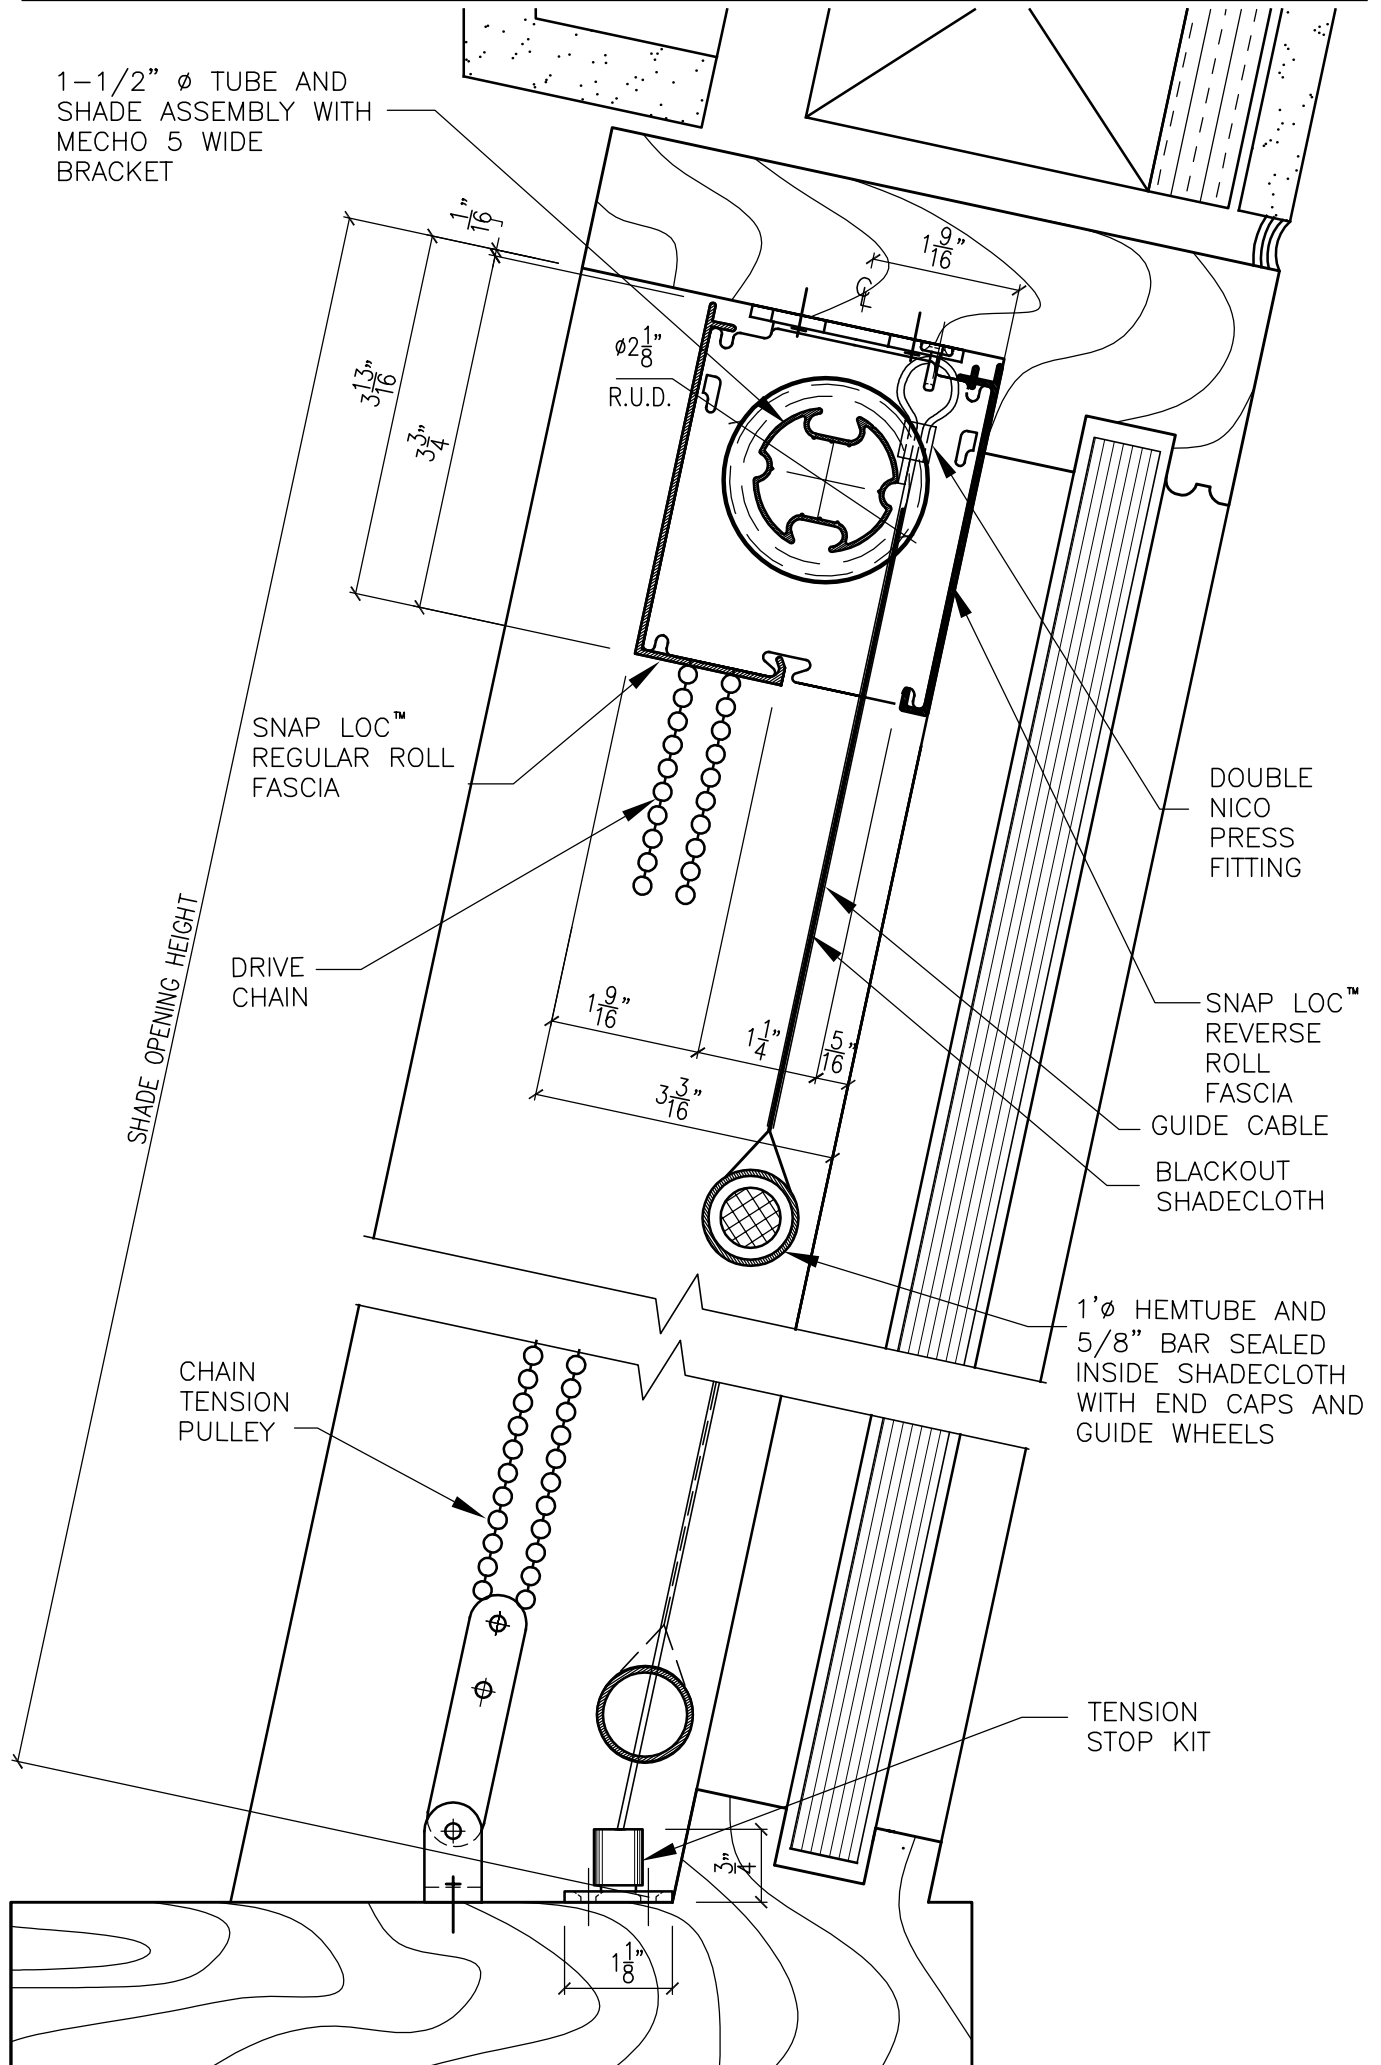 1-1/2" ø TUBE AND
SHADE ASSEMBLY WITH
MECHO 5 WIDE
BRACKET
1/16"
1 9/16"
℄
ø2 1/8"
R.U.D.
3 13/16"
3 3/4"
SNAP LOC™
REGULAR ROLL
FASCIA
DOUBLE
NICO
PRESS
FITTING
SHADE OPENING HEIGHT
DRIVE
CHAIN
1 9/16"
1 1/4"
5/16"
3 3/16"
SNAP LOC™
REVERSE
ROLL
FASCIA
GUIDE CABLE
BLACKOUT
SHADECLOTH
1'ø HEMTUBE AND
5/8" BAR SEALED
INSIDE SHADECLOTH
WITH END CAPS AND
GUIDE WHEELS
CHAIN
TENSION
PULLEY
TENSION
STOP KIT
3/4"
1 1/8"